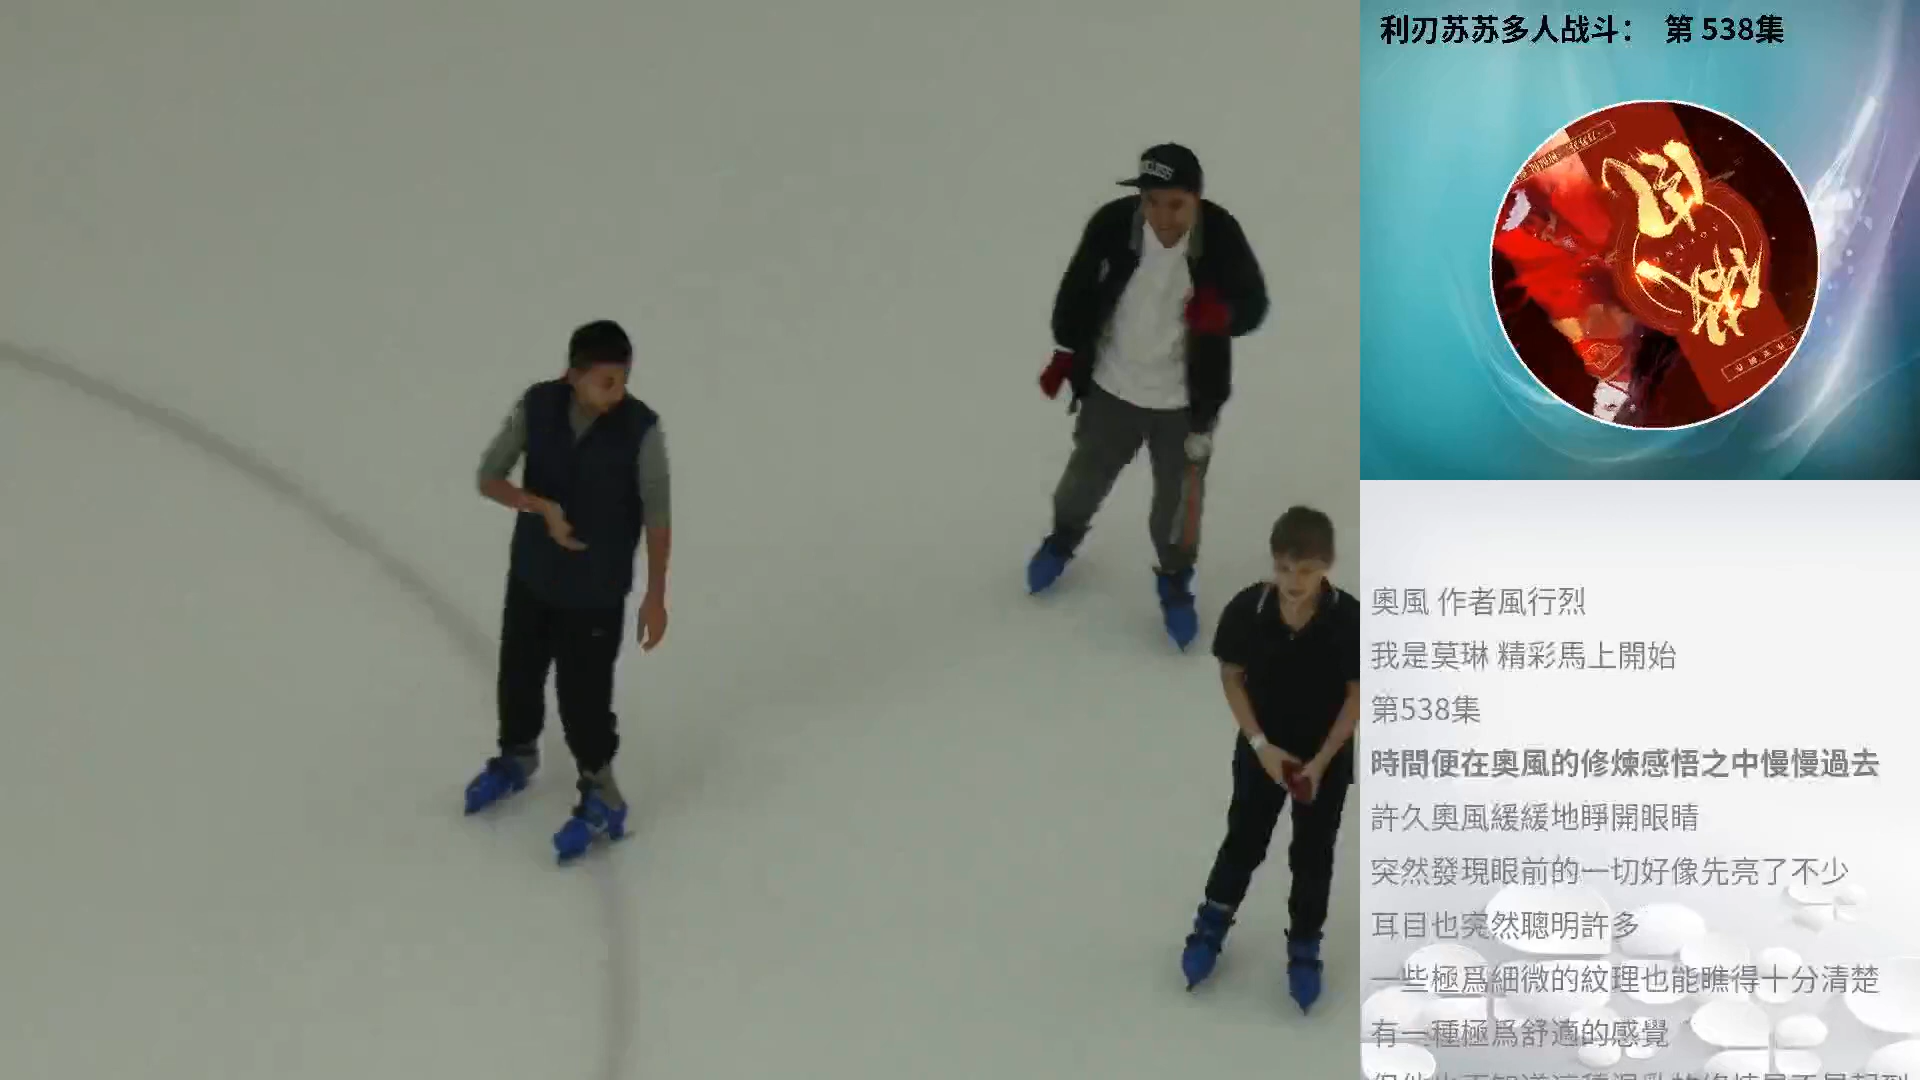 利刃苏苏多人战斗： 第 538集
奧風 作者風行烈
我是莫琳 精彩馬上開始
第538集
時間便在奧風的修煉感悟之中慢慢過去
許久奧風緩緩地睜開眼睛
突然發現眼前的一切好像先亮了不少
耳目也突然聰明許多
一些極爲細微的紋理也能瞧得十分清楚
有一種極爲舒適的感覺